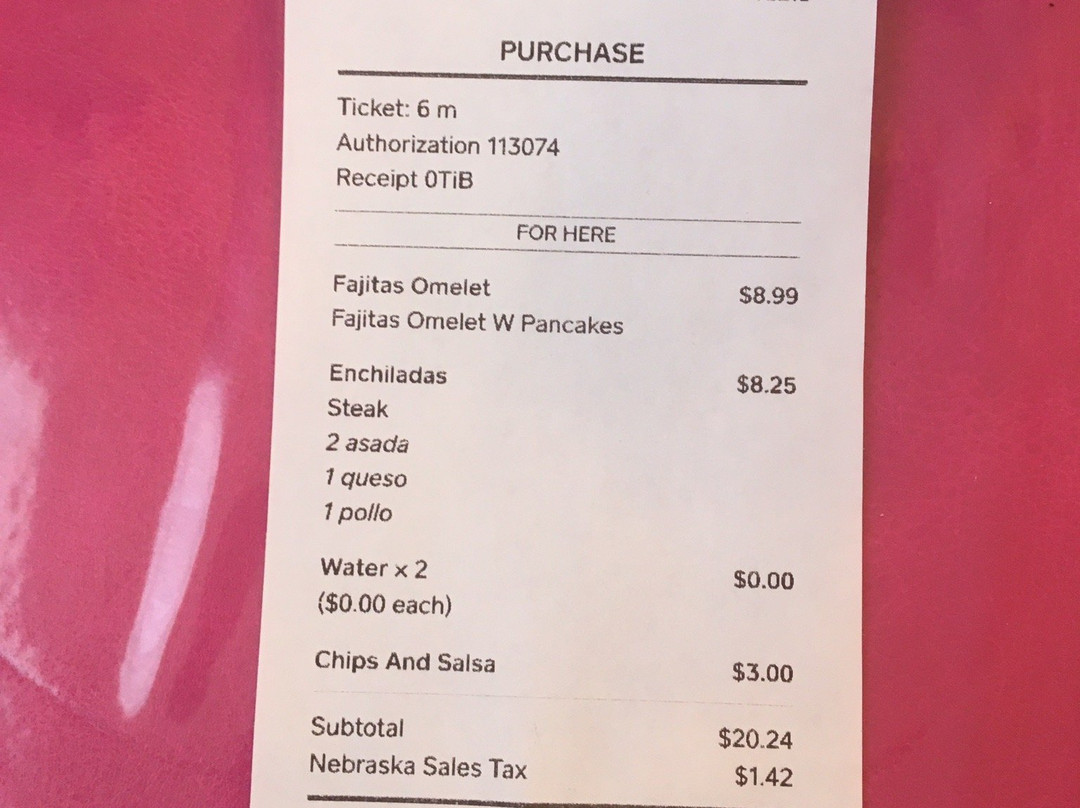 PURCHASE
Ticket: 6 m
Authorization 113074
Receipt 0TiB
FOR HERE
Fajitas Omelet $8.99
Fajitas Omelet W Pancakes
Enchiladas $8.25
Steak
2 asada
1 queso
1 pollo
Water x 2 $0.00
($0.00 each)
Chips And Salsa $3.00
Subtotal $20.24
Nebraska Sales Tax $1.42